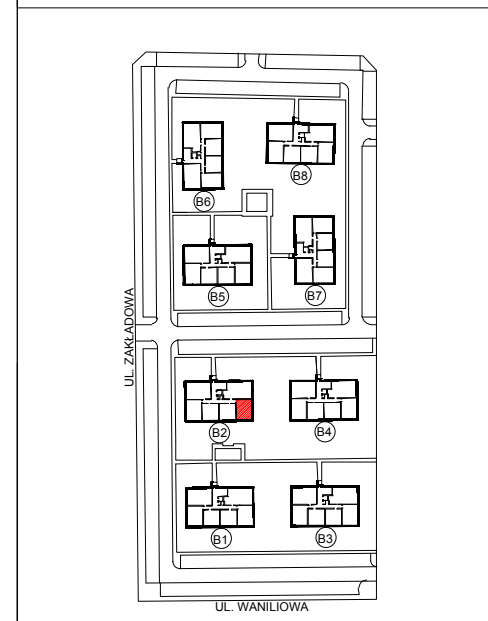 B8
B6
B5
B7
UL. ZAKŁADOWA
B2
B4
B1
B3
UL. WANILIOWA